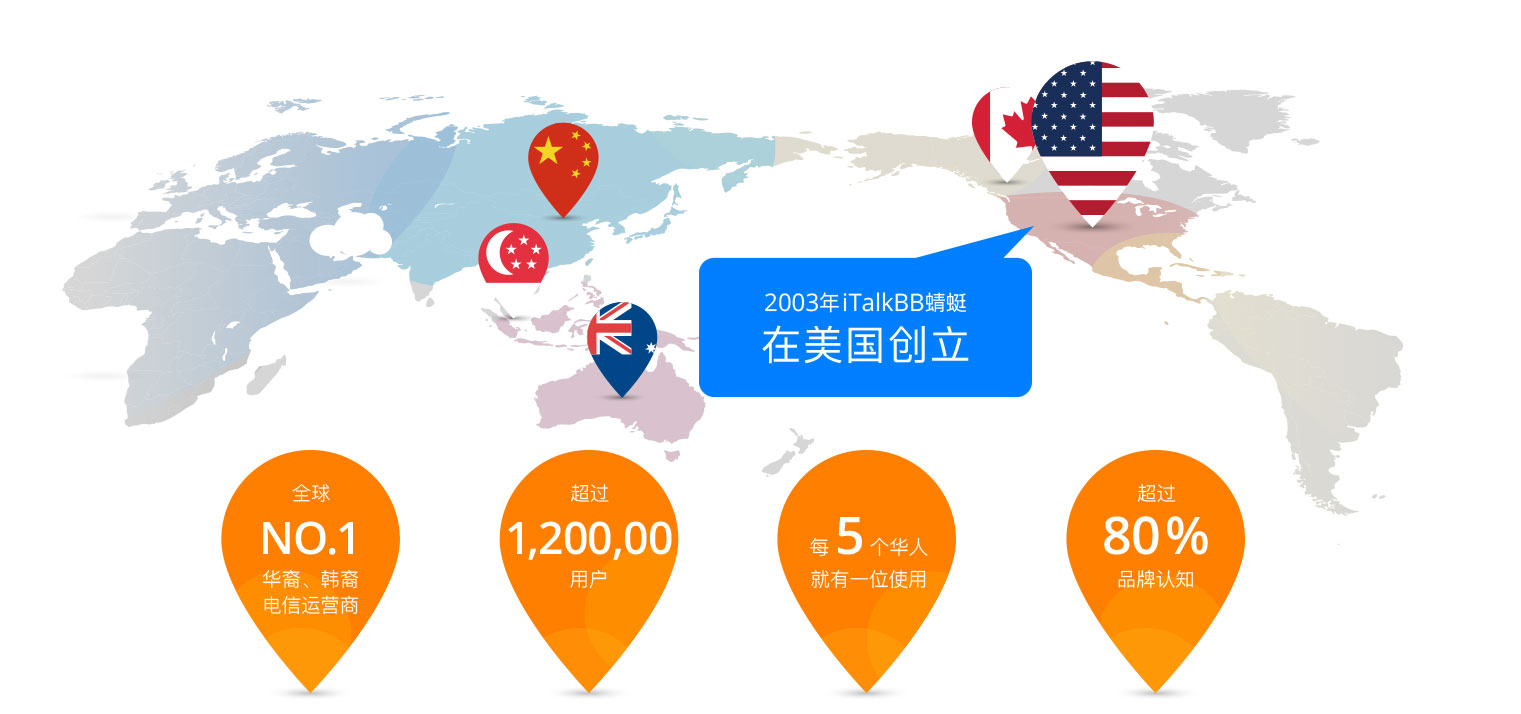 2003年iTalkBB蜻蜓
在美国创立
全球
NO.1
华裔、韩裔
电信运营商
超过
1,200,00
用户
每 5 个华人
就有一位使用
超过
80%
品牌认知